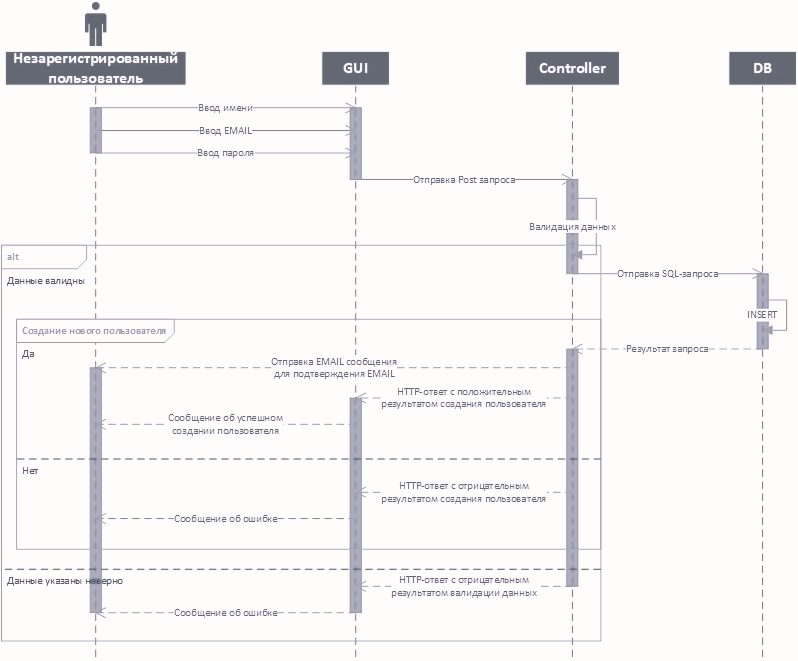 Незарегистрированный
пользователь
GUI
Controller
DB
Ввод имени
Ввод EMAIL
Ввод пароля
Отправка Post запроса
Валидация данных
alt
Данные валидны
Отправка SQL-запроса
INSERT
Создание нового пользователя
Да
Результат запроса
Отправка EMAIL сообщения
для подтверждения EMAIL
HTTP-ответ с положительным
результатом создания пользователя
Сообщение об успешном
создании пользователя
Нет
HTTP-ответ с отрицательным
результатом создания пользователя
Сообщение об ошибке
Данные указаны неверно
HTTP-ответ с отрицательным
результатом валидации данных
Сообщение об ошибке